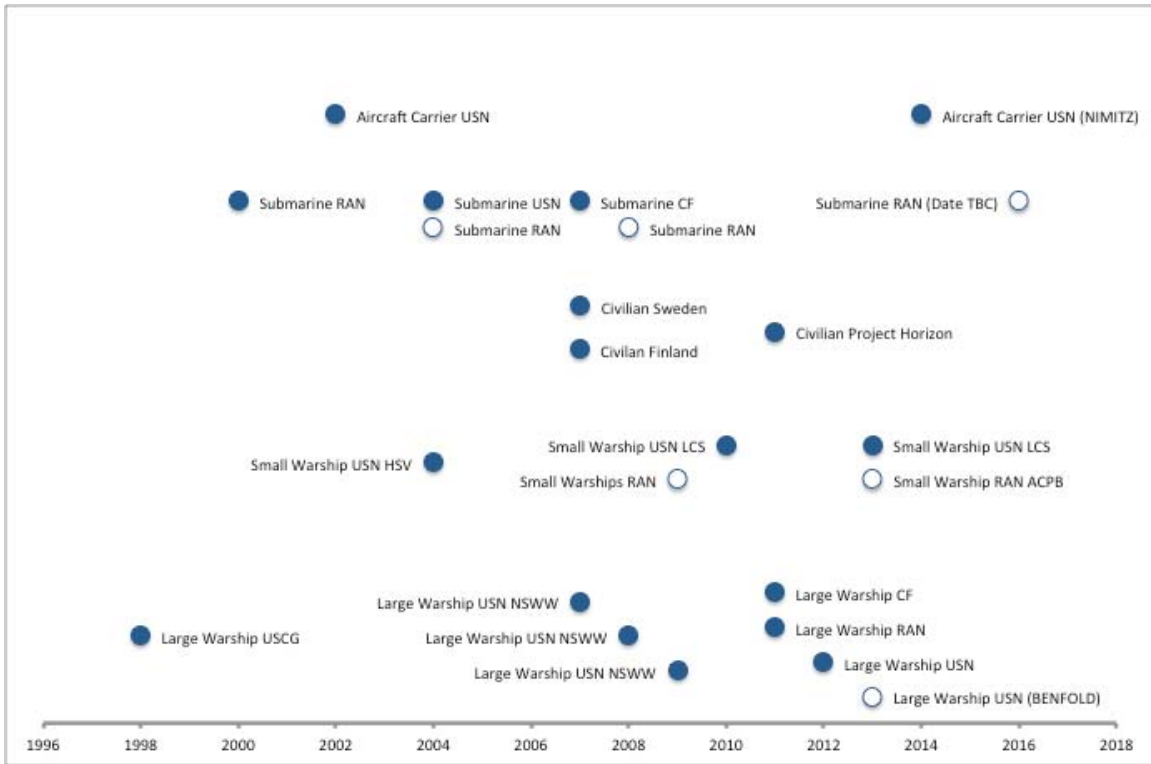 Aircraft Carrier USN
Aircraft Carrier USN (NIMITZ)
Submarine RAN
Submarine USN
Submarine CF
Submarine RAN (Date TBC)
Submarine RAN
Submarine RAN
Civilian Sweden
Civilian Project Horizon
Civilan Finland
Small Warship USN LCS
Small Warship USN LCS
Small Warship USN HSV
Small Warships RAN
Small Warship RAN ACPB
Large Warship CF
Large Warship USN NSWW
Large Warship RAN
Large Warship USCG
Large Warship USN NSWW
Large Warship USN
Large Warship USN NSWW
Large Warship USN (BENFOLD)
1996 1998 2000 2002 2004 2006 2008 2010 2012 2014 2016 2018